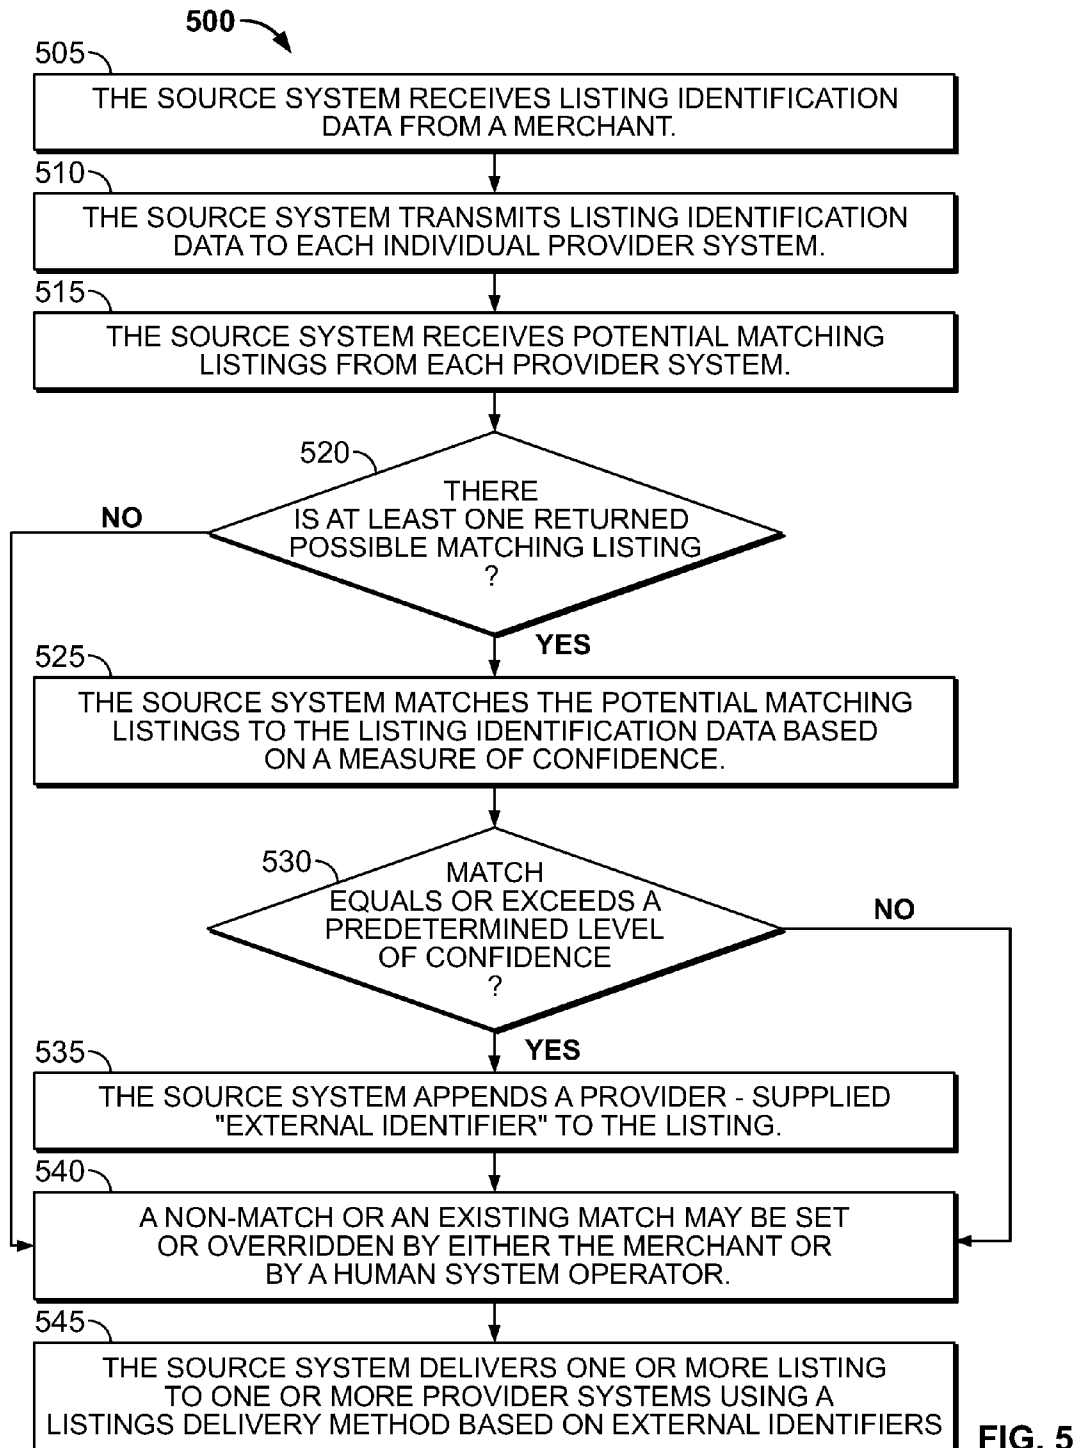 500
505
THE SOURCE SYSTEM RECEIVES LISTING IDENTIFICATION
DATA FROM A MERCHANT.
510
THE SOURCE SYSTEM TRANSMITS LISTING IDENTIFICATION
DATA TO EACH INDIVIDUAL PROVIDER SYSTEM.
515
THE SOURCE SYSTEM RECEIVES POTENTIAL MATCHING
LISTINGS FROM EACH PROVIDER SYSTEM.
520
THERE
IS AT LEAST ONE RETURNED
POSSIBLE MATCHING LISTING
?
NO
YES
525
THE SOURCE SYSTEM MATCHES THE POTENTIAL MATCHING
LISTINGS TO THE LISTING IDENTIFICATION DATA BASED
ON A MEASURE OF CONFIDENCE.
530
MATCH
EQUALS OR EXCEEDS A
PREDETERMINED LEVEL
OF CONFIDENCE
?
NO
YES
535
THE SOURCE SYSTEM APPENDS A PROVIDER - SUPPLIED
"EXTERNAL IDENTIFIER" TO THE LISTING.
540
A NON-MATCH OR AN EXISTING MATCH MAY BE SET
OR OVERRIDDEN BY EITHER THE MERCHANT OR
BY A HUMAN SYSTEM OPERATOR.
545
THE SOURCE SYSTEM DELIVERS ONE OR MORE LISTING
TO ONE OR MORE PROVIDER SYSTEMS USING A
LISTINGS DELIVERY METHOD BASED ON EXTERNAL IDENTIFIERS
FIG. 5